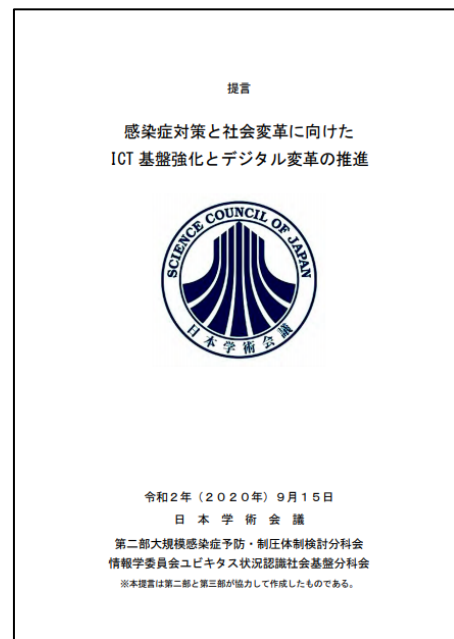 提言
感染症対策と社会変革に向けた
ICT 基盤強化とデジタル変革の推進
SCIENCE COUNCIL OF JAPAN
日本学術会議
令和2年（2020年）9月15日
日 本 学 術 会 議
第二部大規模感染症予防・制圧体制検討分科会
情報学委員会ユビキタス状況認識社会基盤分科会
※本提言は第二部と第三部が協力して作成したものである。